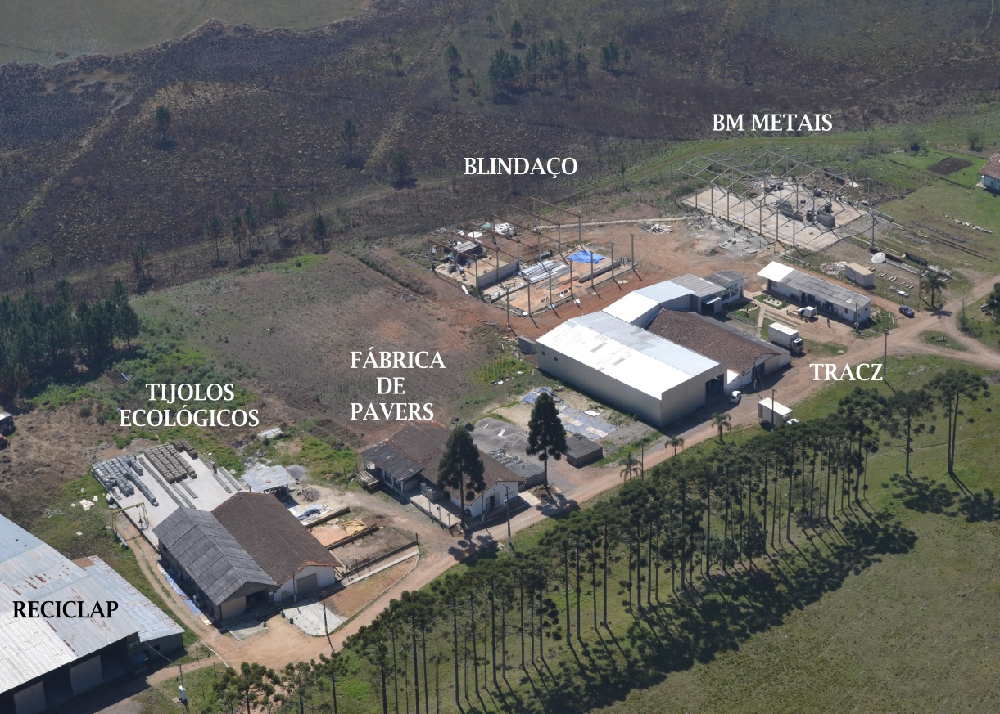 BM METAIS
BLINDAÇO
FÁBRICA
DE
PAVERS
TRACZ
TIJOLOS
ECOLÓGICOS
RECICLAP